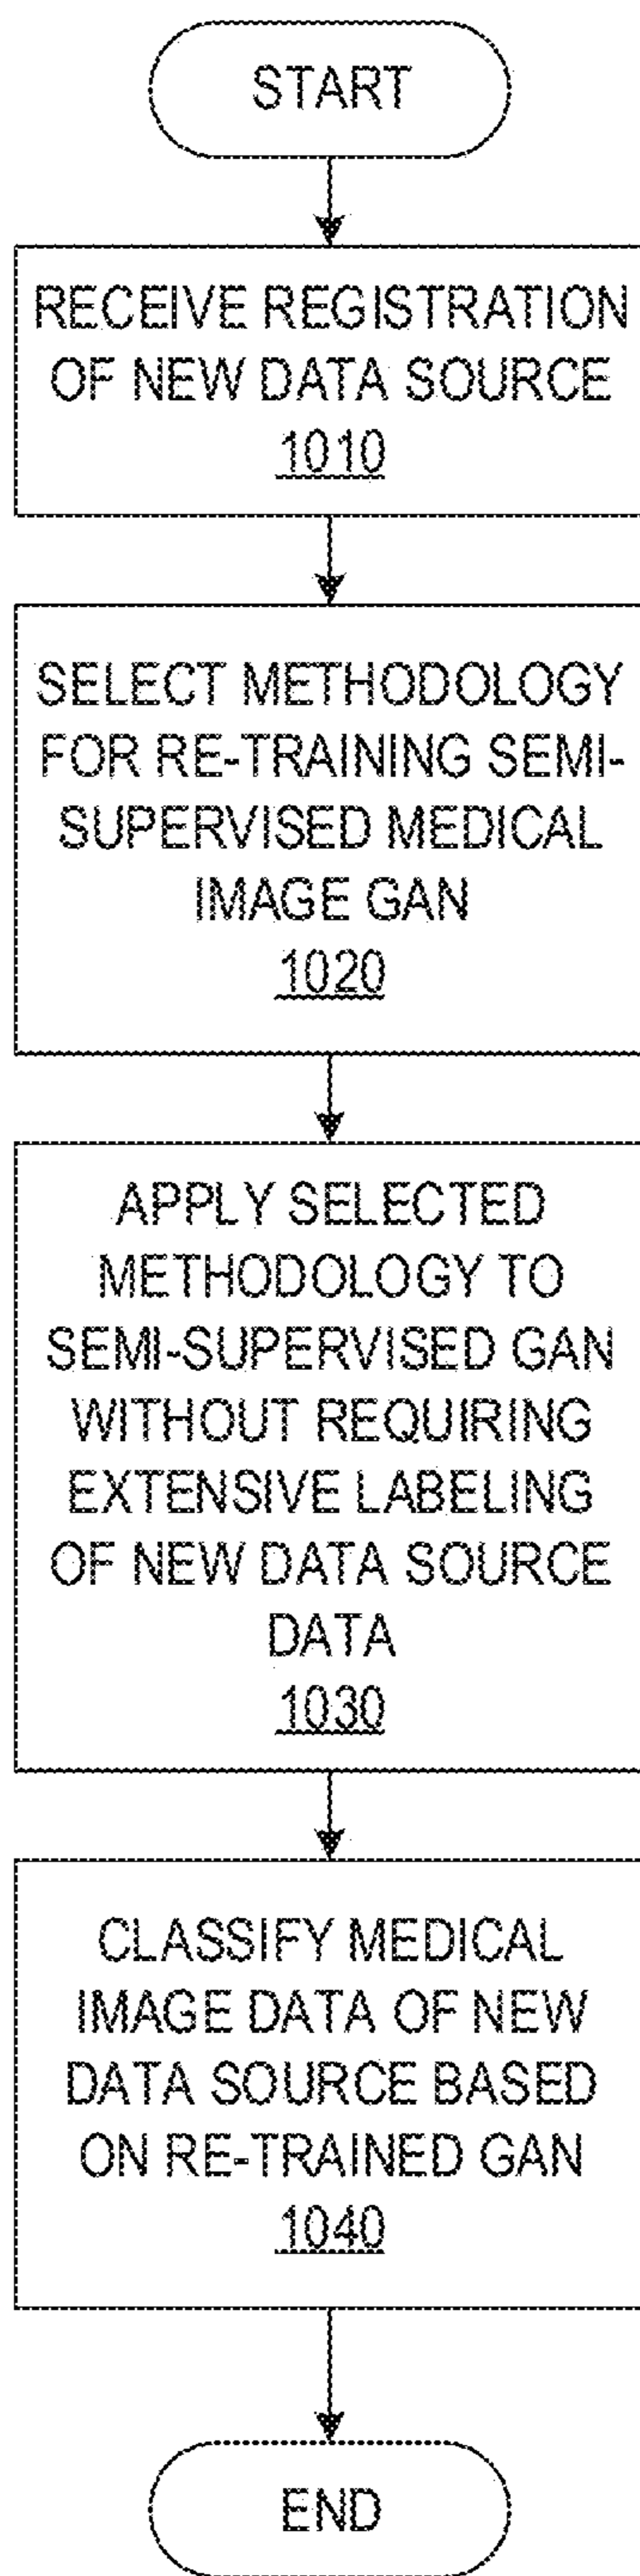 START
RECEIVE REGISTRATION
OF NEW DATA SOURCE
1010
SELECT METHODOLOGY
FOR RE-TRAINING SEMI-
SUPERVISED MEDICAL
IMAGE GAN
1020
APPLY SELECTED
METHODOLOGY TO
SEMI-SUPERVISED GAN
WITHOUT REQUIRING
EXTENSIVE LABELING
OF NEW DATA SOURCE
DATA
1030
CLASSIFY MEDICAL
IMAGE DATA OF NEW
DATA SOURCE BASED
ON RE-TRAINED GAN
1040
END